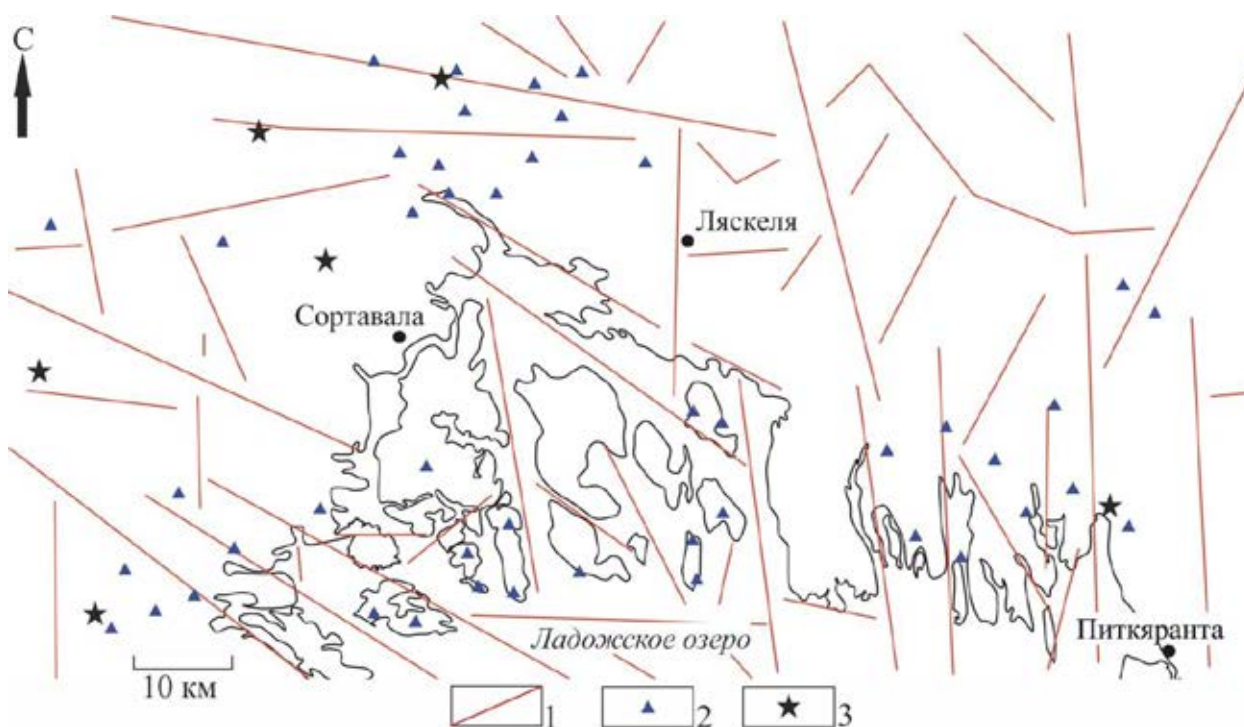 С
Ляскеля
Сортавала
Ладожское озеро
Питкяранта
10 км
1
2
3